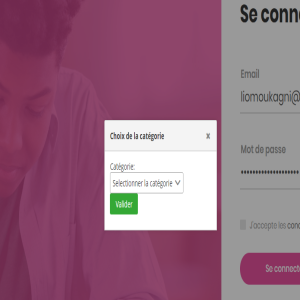 Se conn
Email
liomoukagni@
Choix de la catégorie
x
Catégorie:
Selectionner la catégorie
Valider
Mot de passe
J'accepte les cond
Se connect